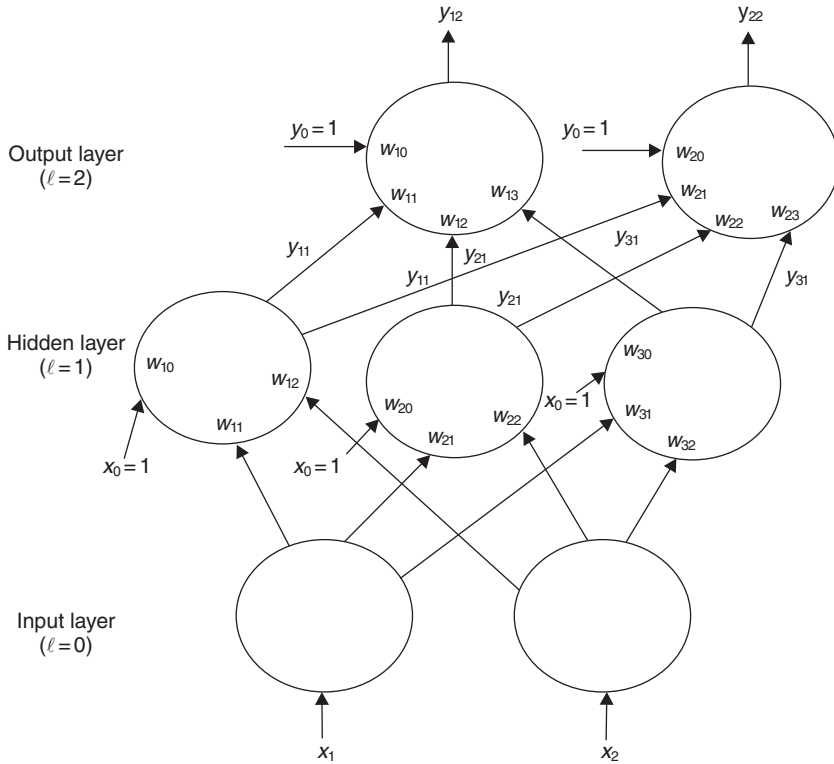 y₁₂
y₂₂
y₀ = 1
y₀ = 1
Output layer
(ℓ = 2)
w₁₀
w₁₁
w₁₂
w₁₃
w₂₀
w₂₁
w₂₂
w₂₃
y₁₁
y₂₁
y₁₁
y₃₁
y₂₁
y₃₁
Hidden layer
(ℓ = 1)
w₁₀
w₁₁
w₁₂
w₂₀
w₂₁
w₂₂
w₃₀
w₃₁
w₃₂
x₀ = 1
x₀ = 1
x₀ = 1
Input layer
(ℓ = 0)
x₁
x₂